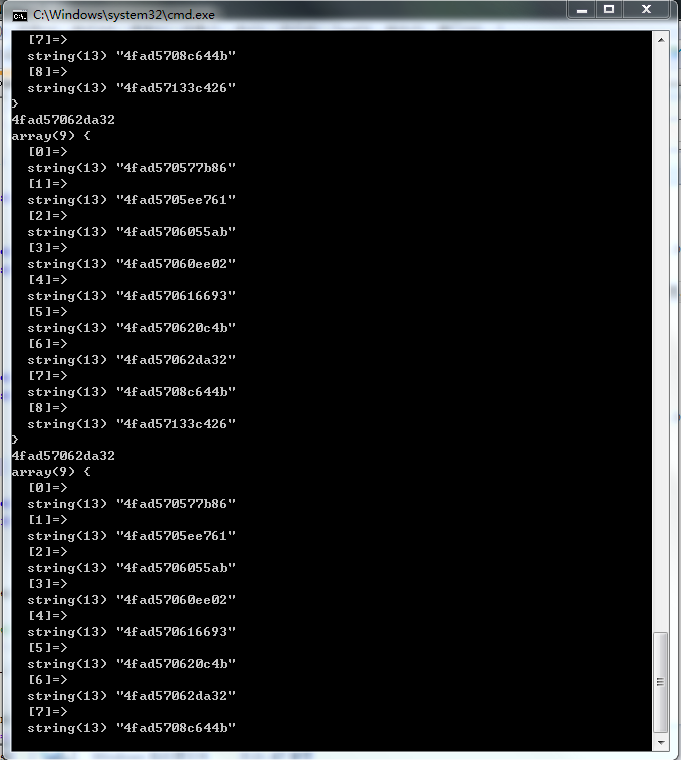 C:\Windows\system32\cmd.exe
[7]=>
string(13) "4fad5708c644b"
[8]=>
string(13) "4fad57133c426"
}
4fad57062da32
array(9) {
[0]=>
string(13) "4fad570577b86"
[1]=>
string(13) "4fad5705ee761"
[2]=>
string(13) "4fad5706055ab"
[3]=>
string(13) "4fad57060ee02"
[4]=>
string(13) "4fad570616693"
[5]=>
string(13) "4fad570620c4b"
[6]=>
string(13) "4fad57062da32"
[7]=>
string(13) "4fad5708c644b"
[8]=>
string(13) "4fad57133c426"
}
4fad57062da32
array(9) {
[0]=>
string(13) "4fad570577b86"
[1]=>
string(13) "4fad5705ee761"
[2]=>
string(13) "4fad5706055ab"
[3]=>
string(13) "4fad57060ee02"
[4]=>
string(13) "4fad570616693"
[5]=>
string(13) "4fad570620c4b"
[6]=>
string(13) "4fad57062da32"
[7]=>
string(13) "4fad5708c644b"